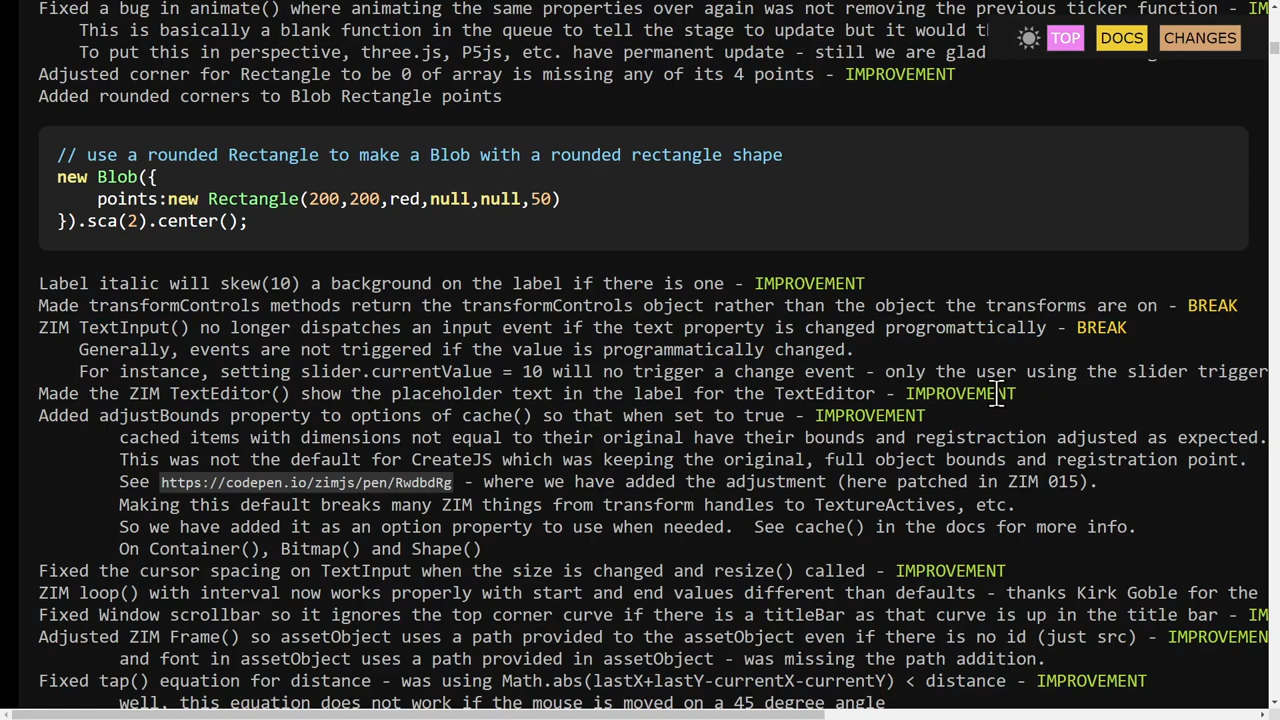 Fixed a bug in animate() where animating the same properties over again was not removing the previous ticker function - IM
This is basically a blank function in the queue to tell the stage to update but it would th
To put this in perspective, three.js, P5js, etc. have permanent update - still we are glad
TOP
DOCS
CHANGES
Adjusted corner for Rectangle to be 0 of array is missing any of its 4 points - IMPROVEMENT
Added rounded corners to Blob Rectangle points
// use a rounded Rectangle to make a Blob with a rounded rectangle shape
new Blob({
points:new Rectangle(200,200,red,null,null,50)
}).sca(2).center();
Label italic will skew(10) a background on the label if there is one - IMPROVEMENT
Made transformControls methods return the transformControls object rather than the object the transforms are on - BREAK
ZIM TextInput() no longer dispatches an input event if the text property is changed progromattically - BREAK
Generally, events are not triggered if the value is programmatically changed.
For instance, setting slider.currentValue = 10 will no trigger a change event - only the user using the slider trigger
Made the ZIM TextEditor() show the placeholder text in the label for the TextEditor - IMPROVEMENT
Added adjustBounds property to options of cache() so that when set to true - IMPROVEMENT
cached items with dimensions not equal to their original have their bounds and registraction adjusted as expected.
This was not the default for CreateJS which was keeping the original, full object bounds and registration point.
See https://codepen.io/zimjs/pen/RwdbdRg - where we have added the adjustment (here patched in ZIM 015).
Making this default breaks many ZIM things from transform handles to TextureActives, etc.
So we have added it as an option property to use when needed.  See cache() in the docs for more info.
On Container(), Bitmap() and Shape()
Fixed the cursor spacing on TextInput when the size is changed and resize() called - IMPROVEMENT
ZIM loop() with interval now works properly with start and end values different than defaults - thanks Kirk Goble for the
Fixed Window scrollbar so it ignores the top corner curve if there is a titleBar as that curve is up in the title bar - IM
Adjusted ZIM Frame() so assetObject uses a path provided to the assetObject even if there is no id (just src) - IMPROVEMEN
and font in assetObject uses a path provided in assetObject - was missing the path addition.
Fixed tap() equation for distance - was using Math.abs(lastX+lastY-currentX-currentY) < distance - IMPROVEMENT
well, this equation does not work if the mouse is moved on a 45 degree angle